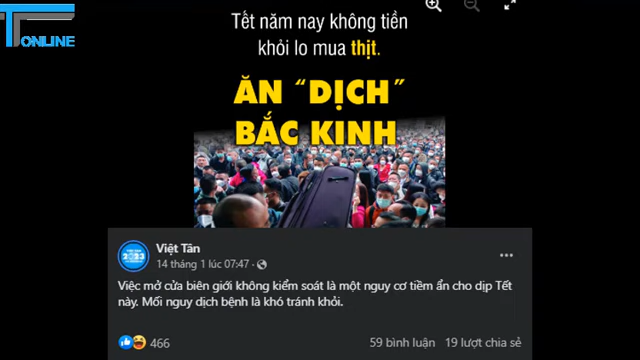 T ONLINE
Tết năm nay không tiền
khỏi lo mua thịt.
ĂN “DỊCH”
BẮC KINH
Việt Tân
14 tháng 1 lúc 07:47 ·
Việc mở cửa biên giới không kiểm soát là một nguy cơ tiềm ẩn cho dịp Tết
này. Mối nguy dịch bệnh là khó tránh khỏi.
466
59 bình luận 19 lượt chia sẻ